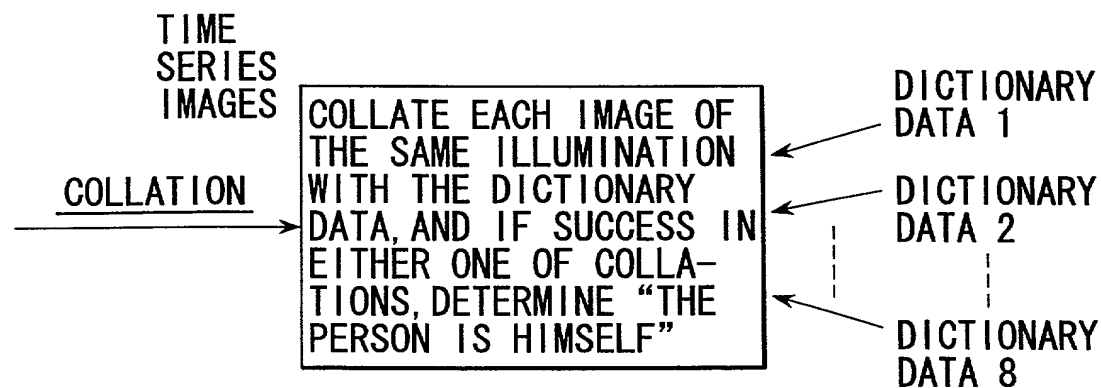 TIME
SERIES
IMAGES
COLLATION
COLLATE EACH IMAGE OF
THE SAME ILLUMINATION
WITH THE DICTIONARY
DATA, AND IF SUCCESS IN
EITHER ONE OF COLLA-
TIONS, DETERMINE “THE
PERSON IS HIMSELF”
DICTIONARY
DATA 1
DICTIONARY
DATA 2
DICTIONARY
DATA 8